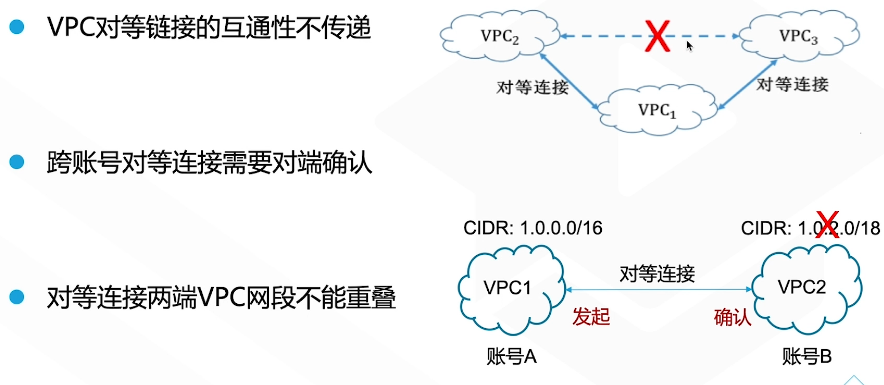 VPC对等链接的互通性不传递
VPC2
X
VPC3
对等连接
对等连接
VPC1
跨账号对等连接需要对端确认
CIDR: 1.0.0.0/16
CIDR: 1.0.2.0/18
X
对等连接两端VPC网段不能重叠
VPC1
对等连接
VPC2
发起
确认
账号A
账号B